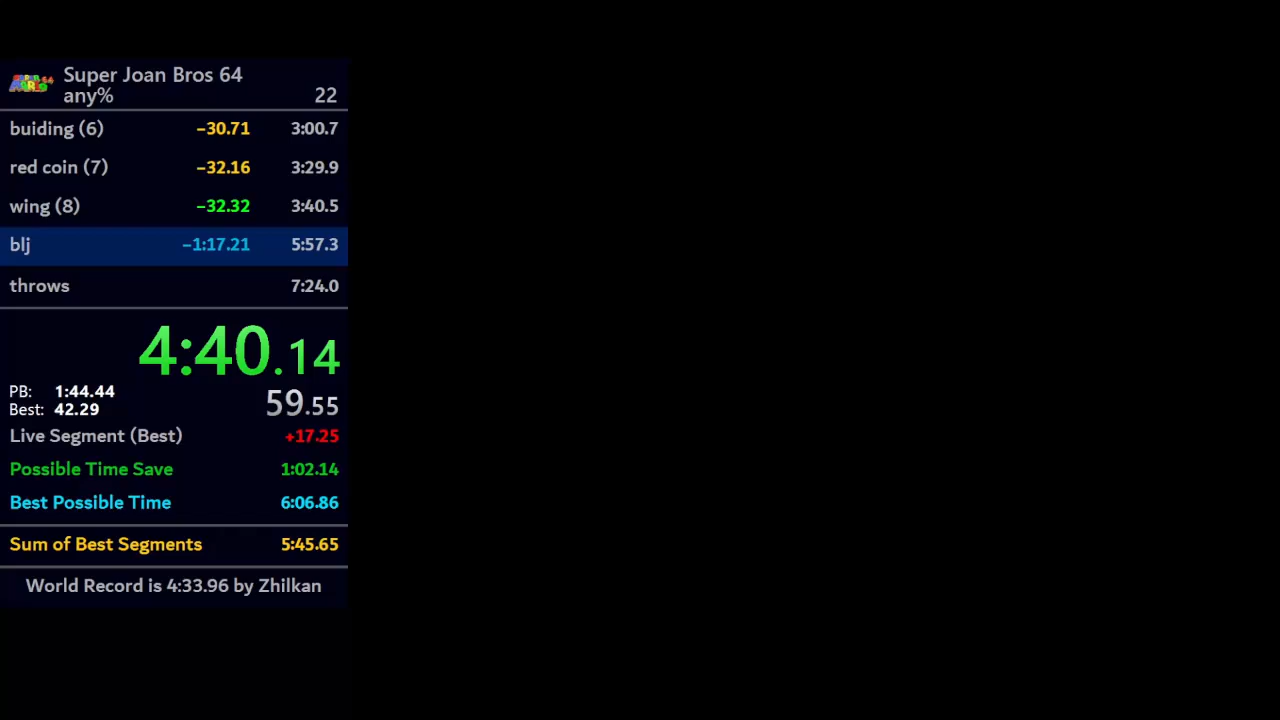 Super Joan Bros 64
any% 22
buiding (6) -30.71 3:00.7
red coin (7) -32.16 3:29.9
wing (8) -32.32 3:40.5
blj -1:17.21 5:57.3
throws 7:24.0
4:40.14
PB: 1:44.44
Best: 42.29
59.55
Live Segment (Best) +17.25
Possible Time Save 1:02.14
Best Possible Time 6:06.86
Sum of Best Segments 5:45.65
World Record is 4:33.96 by Zhilkan